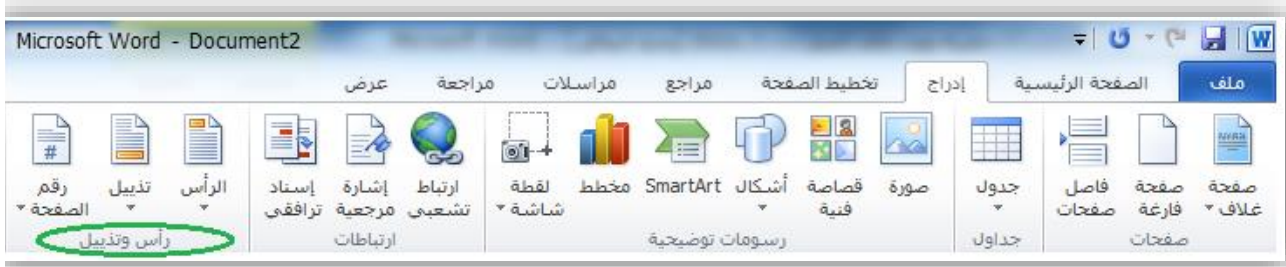 Microsoft Word - Document2
ملف الصفحة الرئيسية إدراج تخطيط الصفحة مراجع مراسلات مراجعة عرض
صفحة صفحة فاصل جدول صورة قصاصة أشكال SmartArt مخطط لقطة ارتباط إشارة إسناد الرأس تذييل رقم
غلاف فارغة صفحات فنية شاشة تشعبي مرجعية ترافقي الصفحة
صفحات جداول رسومات توضيحية ارتباطات رأس وتذييل